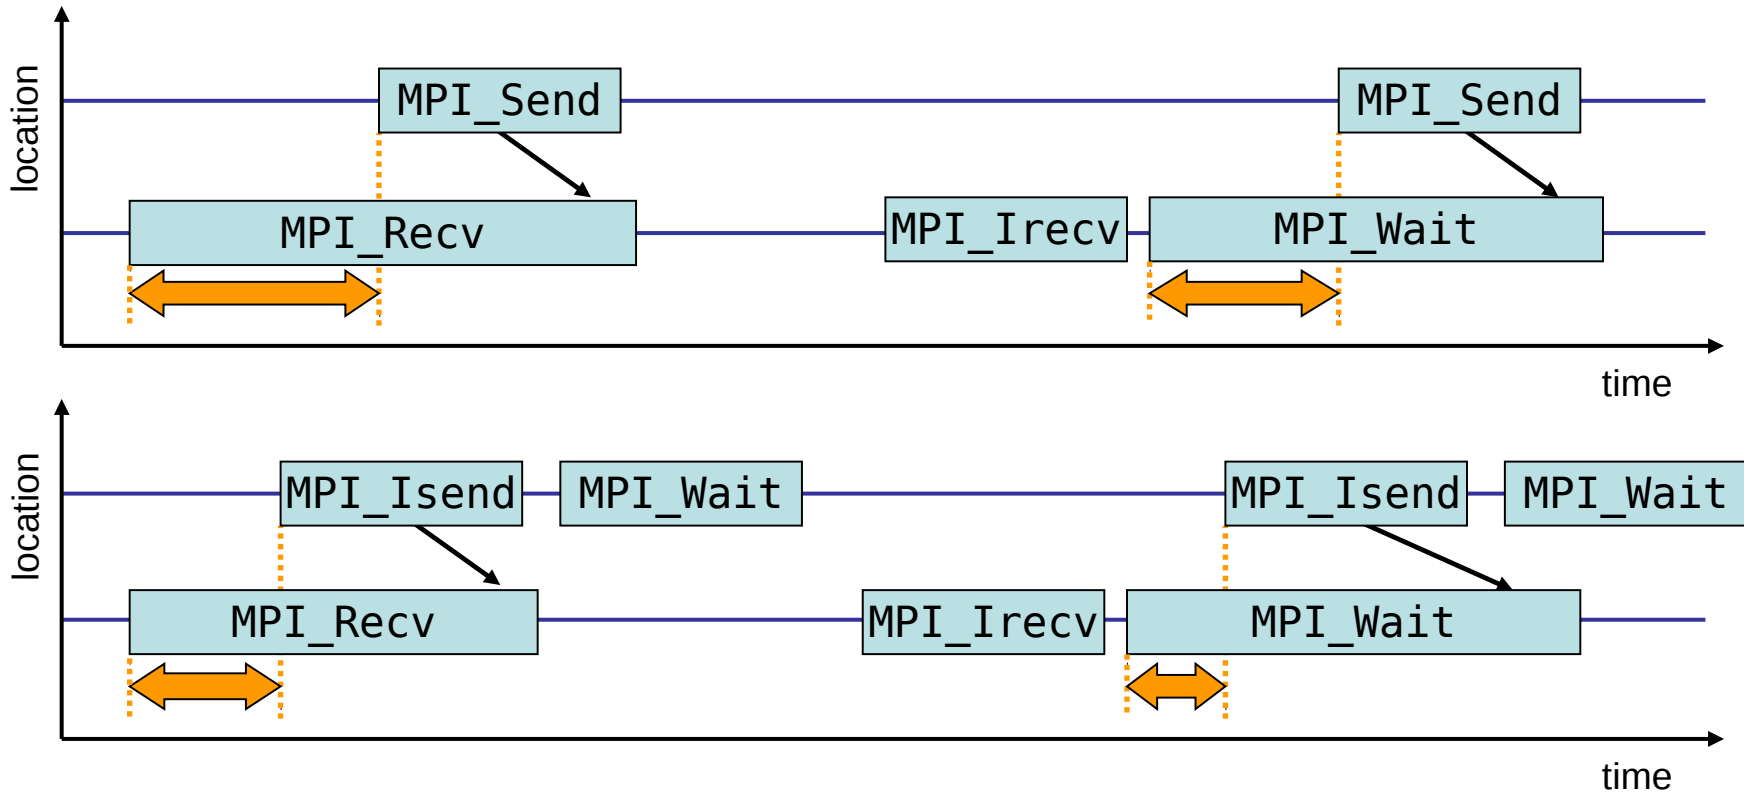 location
MPI_Send
MPI_Send
MPI_Recv
MPI_Irecv
MPI_Wait
time
location
MPI_Isend
MPI_Wait
MPI_Isend
MPI_Wait
MPI_Recv
MPI_Irecv
MPI_Wait
time